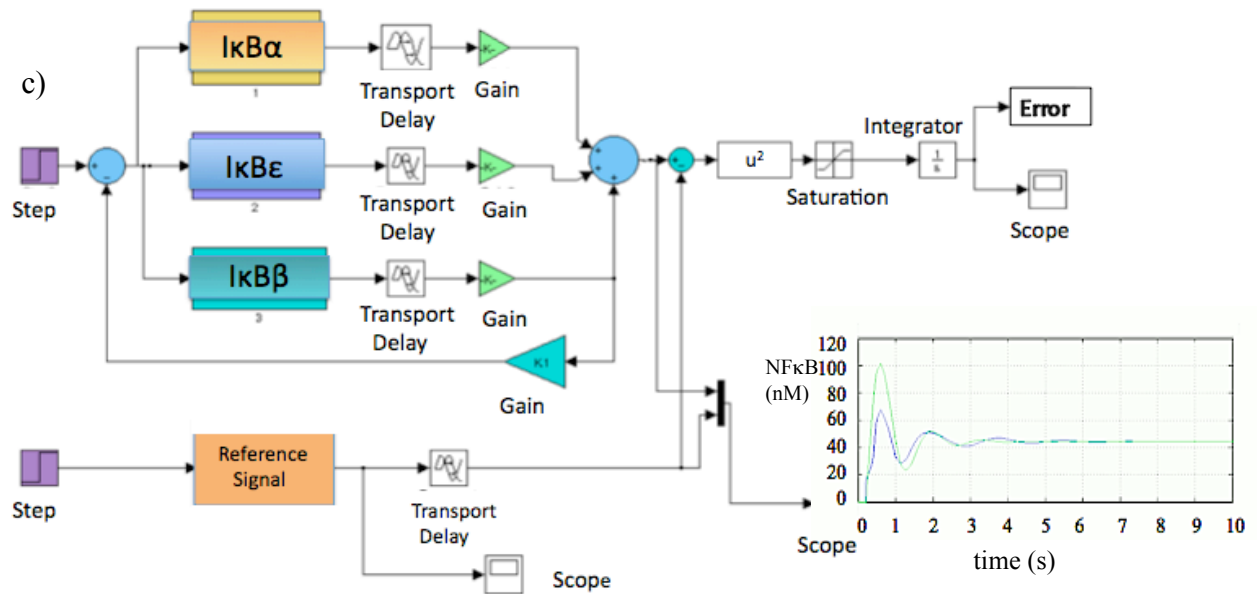 c)
IκBα
1
Transport
Delay
-K-
Gain
Step
IκBε
2
Transport
Delay
-K-
Gain
IκBβ
3
Transport
Delay
-K-
Gain
K1
Gain
u²
Saturation
Integrator
1
s
Error
Scope
Step
Reference
Signal
Transport
Delay
Scope
Scope
NFκB
(nM)
120
100
80
60
40
20
0
0 1 2 3 4 5 6 7 8 9 10
time (s)